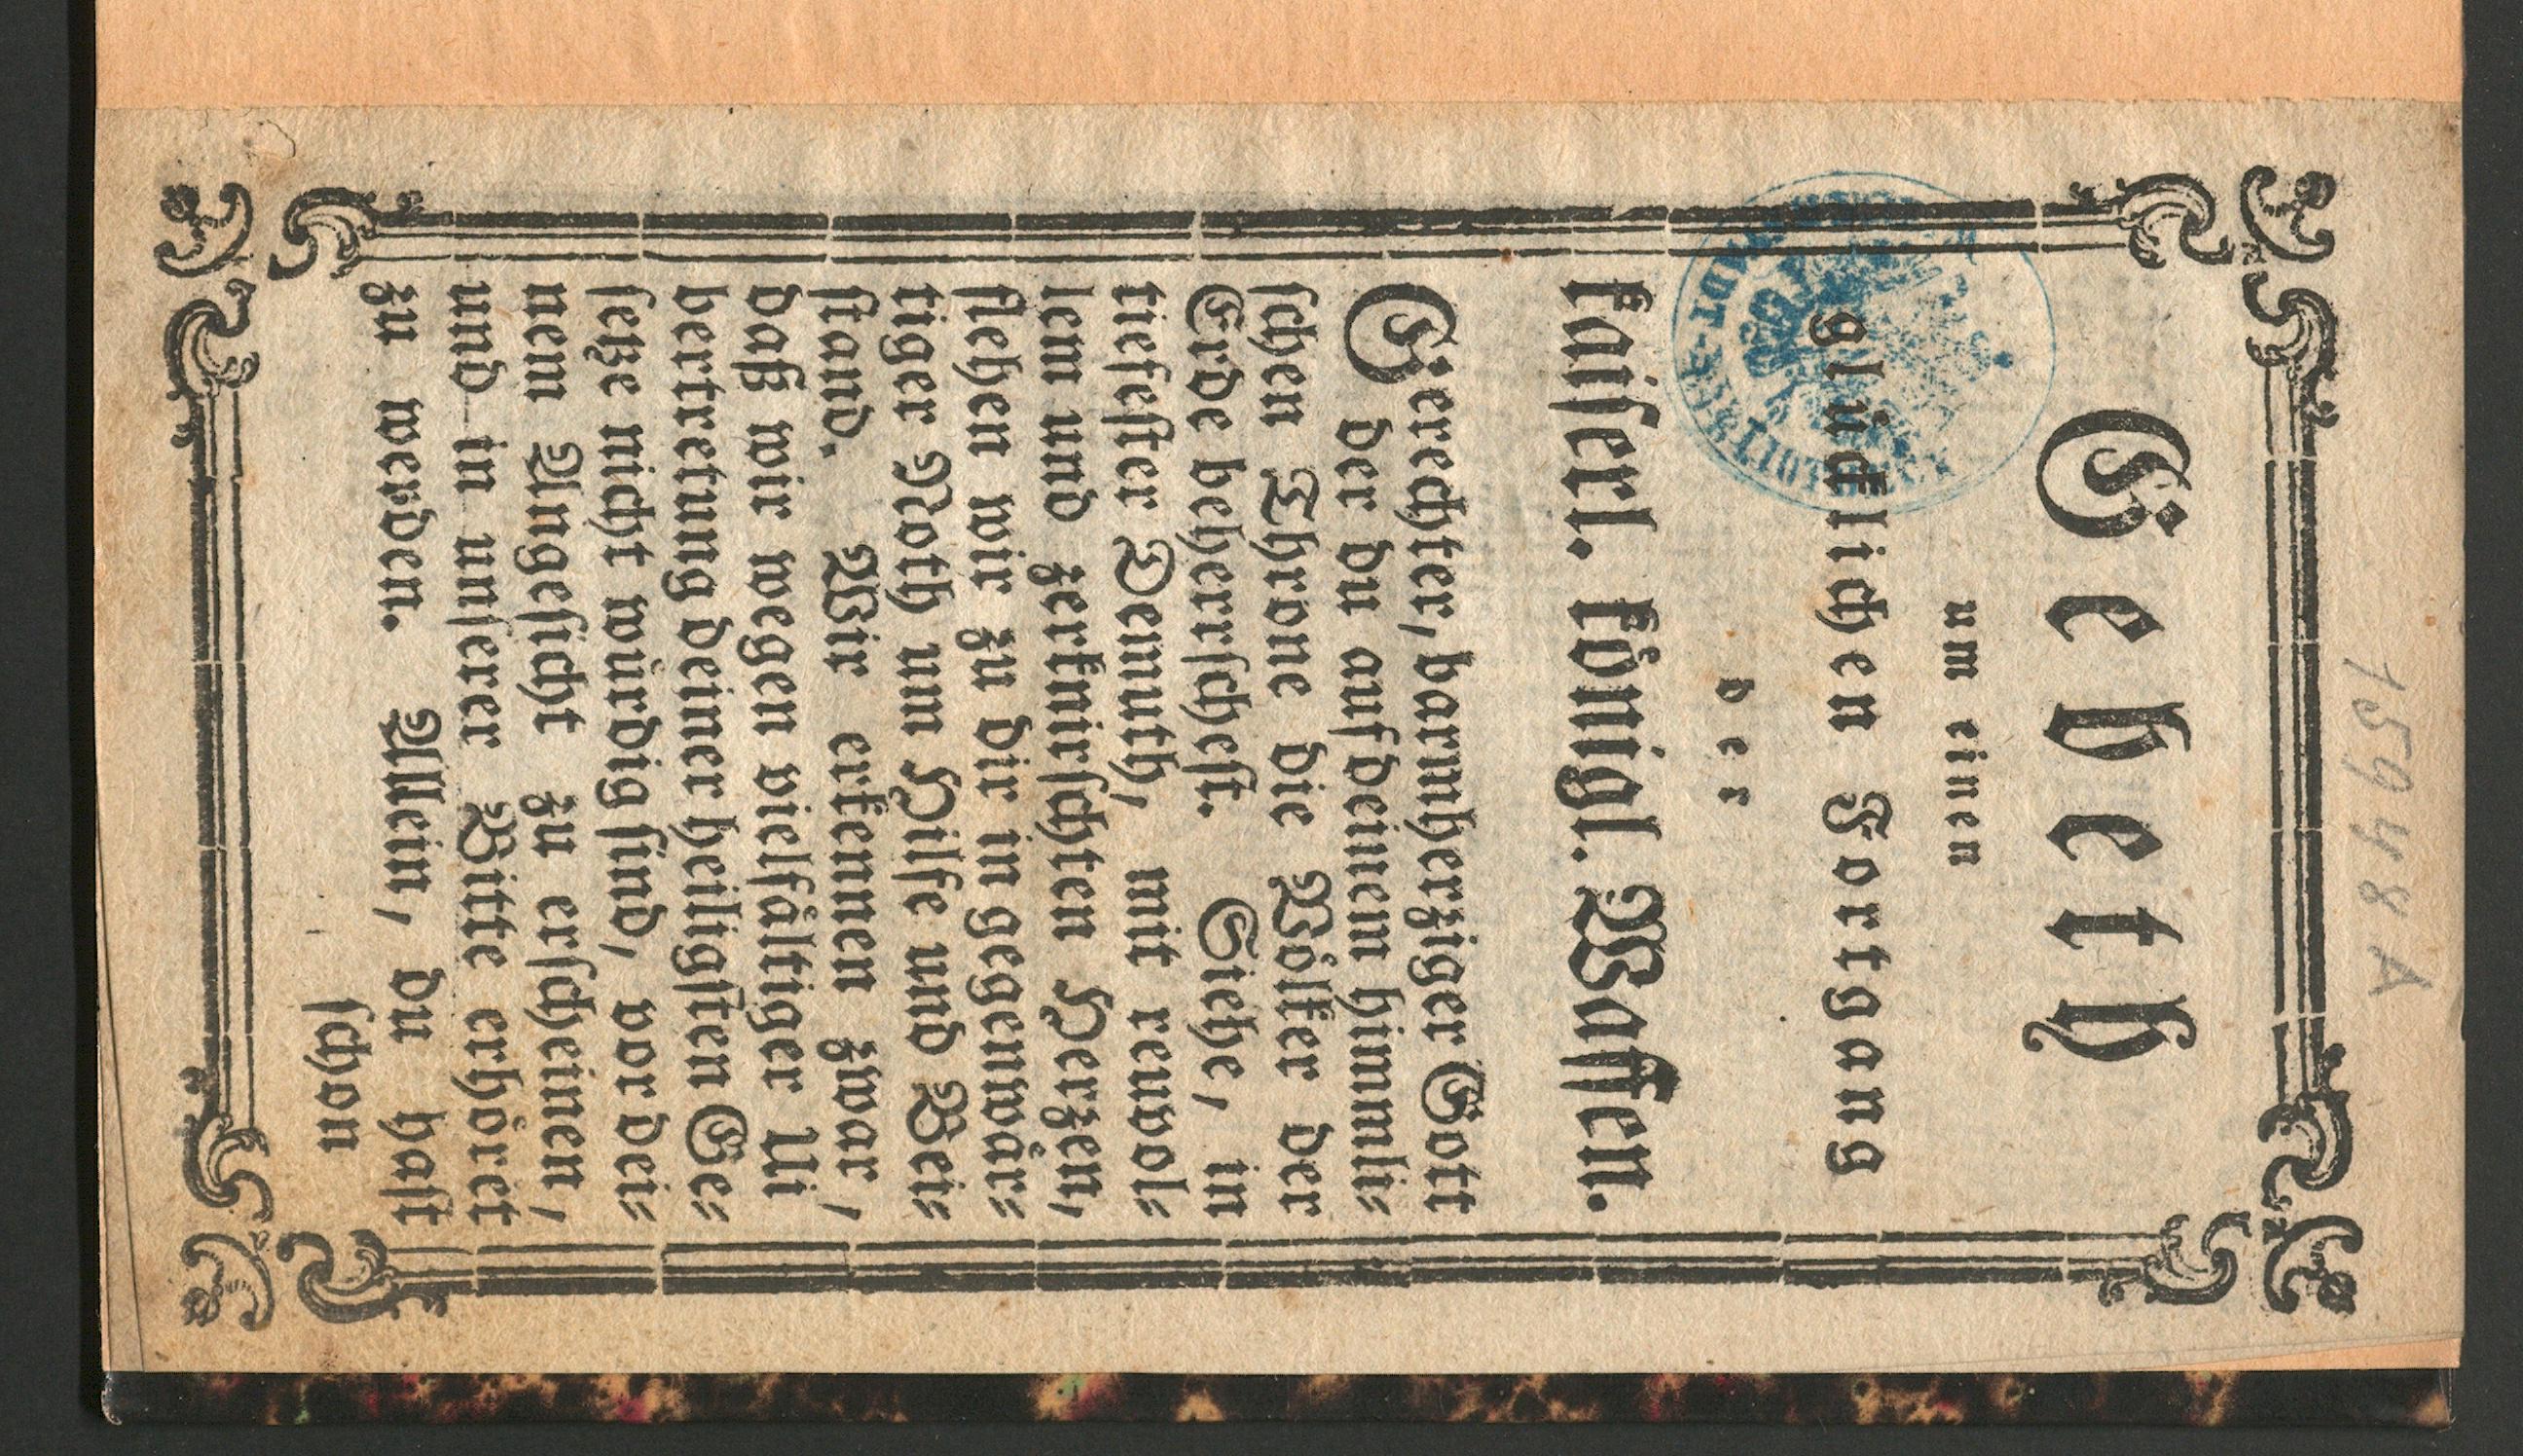 15948 A
Gebeth
um einen
glücklichen Fortgang
der
kaiserl. königl. Waffen.
Gerechter, barmherziger Gott
der du auf deinem himmli-
schen Throne die Völker der
Erde beherrschest. Siehe, in
tiefester Demuth, mit reuvol-
lem und zerknirschten Herzen,
flehen wir zu dir in gegenwär-
tiger Noth um Hilfe und Bei-
stand. Wir erkennen zwar,
daß wir wegen vielfältiger Ui
bertretung deiner heiligsten Ge-
setze nicht würdig sind, vor dei-
nem Angesicht zu erscheinen,
und in unserer Bitte erhöret
zu werden. Allein, du hast
schon